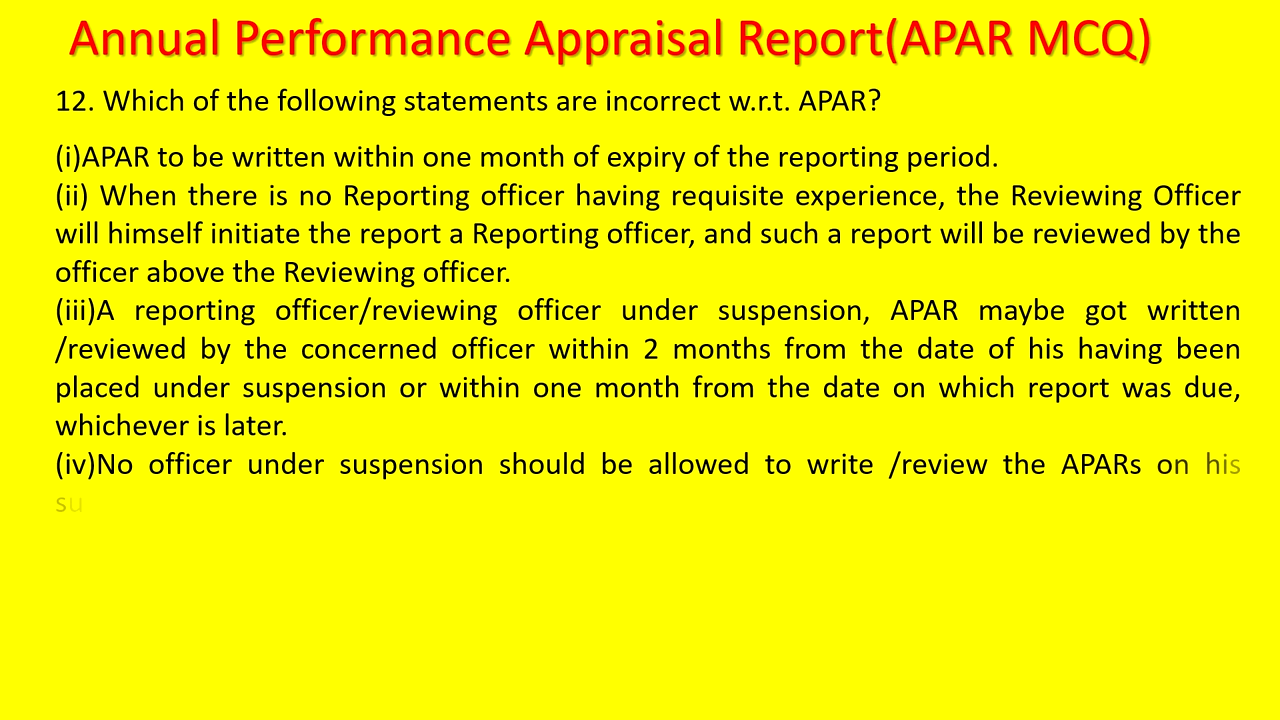 Annual Performance Appraisal Report(APAR MCQ)
12. Which of the following statements are incorrect w.r.t. APAR?
(i)APAR to be written within one month of expiry of the reporting period.
(ii) When there is no Reporting officer having requisite experience, the Reviewing Officer
will himself initiate the report a Reporting officer, and such a report will be reviewed by the
officer above the Reviewing officer.
(iii)A reporting officer/reviewing officer under suspension, APAR maybe got written
/reviewed by the concerned officer within 2 months from the date of his having been
placed under suspension or within one month from the date on which report was due,
whichever is later.
(iv)No officer under suspension should be allowed to write /review the APARs on his
su